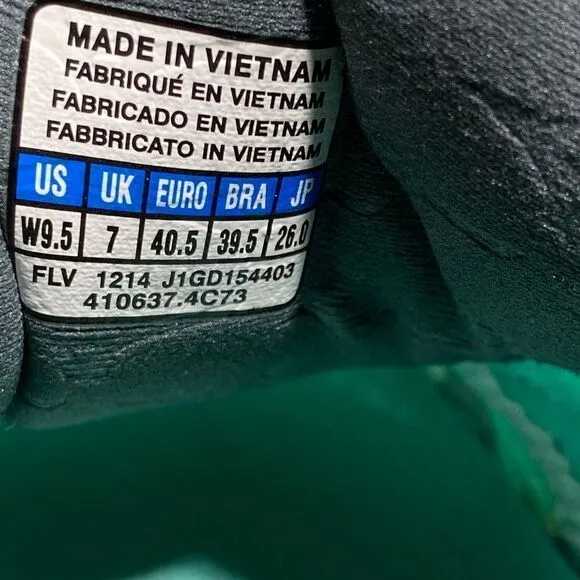 MADE IN VIETNAM
FABRIQUÉ EN VIETNAM
FABRICADO EN VIETNAM
FABBRICATO IN VIETNAM
US UK EURO BRA JP
W9.5 7 40.5 39.5 26.0
FLV 1214 J1GD154403
410637.4C73